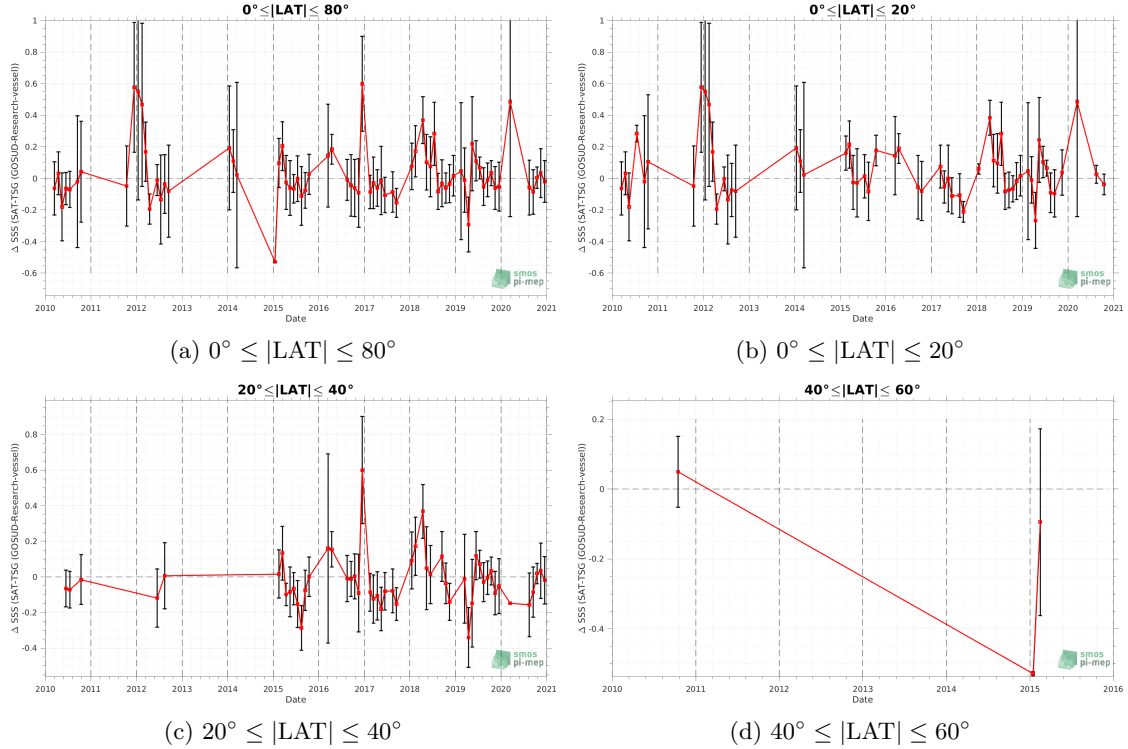 0°≤|LAT|≤ 80°
Δ SSS (SAT-TSG (GOSUD-Research-vessel))
1
0.8
0.6
0.4
0.2
0
-0.2
-0.4
-0.6
2010 2011 2012 2013 2014 2015 2016 2017 2018 2019 2020 2021
Date
smos
pi-mep
(a) 0° ≤ |LAT| ≤ 80°
0°≤|LAT|≤ 20°
Δ SSS (SAT-TSG (GOSUD-Research-vessel))
1
0.8
0.6
0.4
0.2
0
-0.2
-0.4
-0.6
2010 2011 2012 2013 2014 2015 2016 2017 2018 2019 2020 2021
Date
smos
pi-mep
(b) 0° ≤ |LAT| ≤ 20°
20°≤|LAT|≤ 40°
Δ SSS (SAT-TSG (GOSUD-Research-vessel))
0.8
0.6
0.4
0.2
0
-0.2
-0.4
2010 2011 2012 2013 2014 2015 2016 2017 2018 2019 2020 2021
Date
smos
pi-mep
(c) 20° ≤ |LAT| ≤ 40°
40°≤|LAT|≤ 60°
Δ SSS (SAT-TSG (GOSUD-Research-vessel))
0.2
0
-0.2
-0.4
2010 2011 2012 2013 2014 2015 2016
Date
smos
pi-mep
(d) 40° ≤ |LAT| ≤ 60°